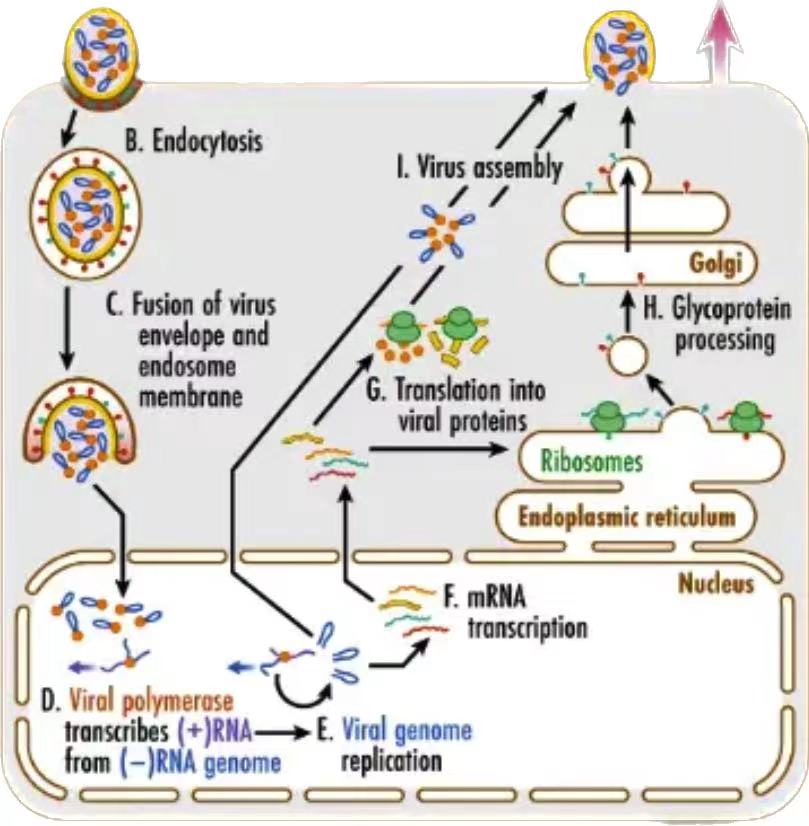 B. Endocytosis
I. Virus assembly
Golgi
C. Fusion of virus
envelope and
endosome
membrane
H. Glycoprotein
processing
G. Translation into
viral proteins
Ribosomes
Endoplasmic reticulum
Nucleus
F. mRNA
transcription
D. Viral polymerase
transcribes (+)RNA
from (−)RNA genome
E. Viral genome
replication